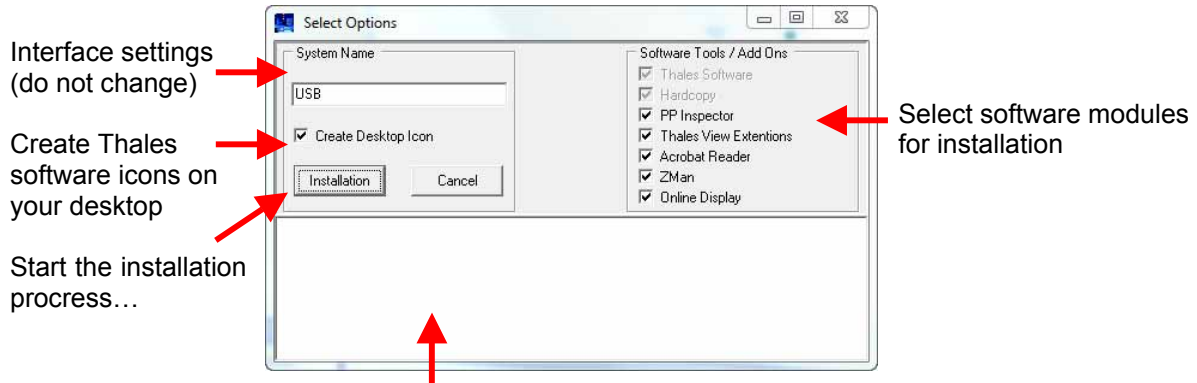 Select Options
Interface settings
(do not change)
Create Thales
software icons on
your desktop
Start the installation
procress…
System Name
USB
Create Desktop Icon
Installation
Cancel
Software Tools / Add Ons
Thales Software
Hardcopy
PP Inspector
Thales View Extentions
Acrobat Reader
ZMan
Online Display
Select software modules
for installation